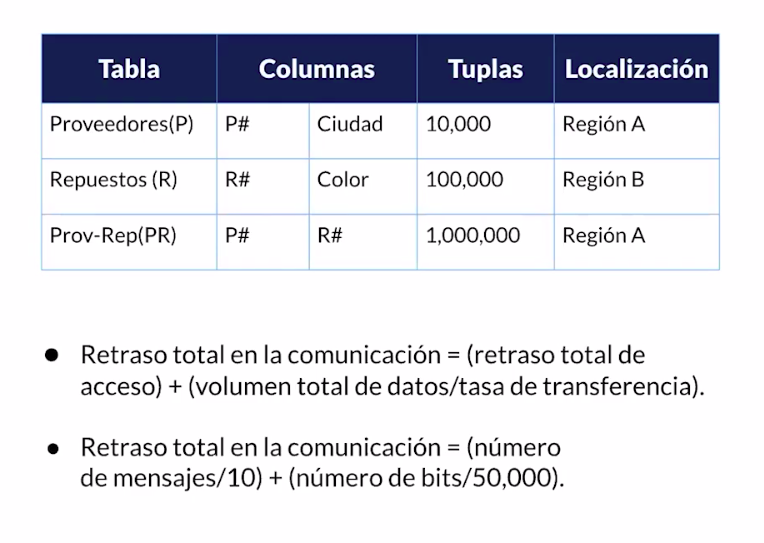 Tabla Columnas Tuplas Localización
Proveedores(P) P# Ciudad 10,000 Región A
Repuestos (R) R# Color 100,000 Región B
Prov-Rep(PR) P# R# 1,000,000 Región A
● Retraso total en la comunicación = (retraso total de
acceso) + (volumen total de datos/tasa de transferencia).
● Retraso total en la comunicación = (número
de mensajes/10) + (número de bits/50,000).